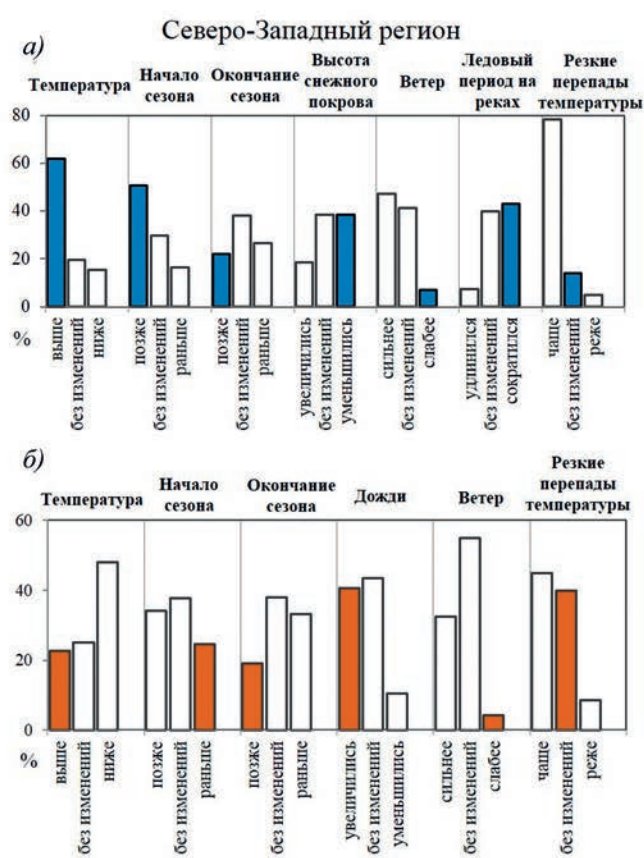 Северо-Западный регион
а)
Температура
Начало
сезона
Окончание
сезона
Высота
снежного
покрова
Ветер
Ледовый
период на
реках
Резкие
перепады
температуры
80
60
40
20
0
%
выше
без изменений
ниже
позже
без изменений
раньше
позже
без изменений
раньше
увеличились
без изменений
уменьшились
сильнее
без изменений
слабее
удлинился
без изменений
сократился
чаще
без изменений
реже
б)
Температура
Начало
сезона
Окончание
сезона
Дожди
Ветер
Резкие
перепады
температуры
60
40
20
0
%
выше
без изменений
ниже
позже
без изменений
раньше
позже
без изменений
раньше
увеличились
без изменений
уменьшились
сильнее
без изменений
слабее
чаще
без изменений
реже